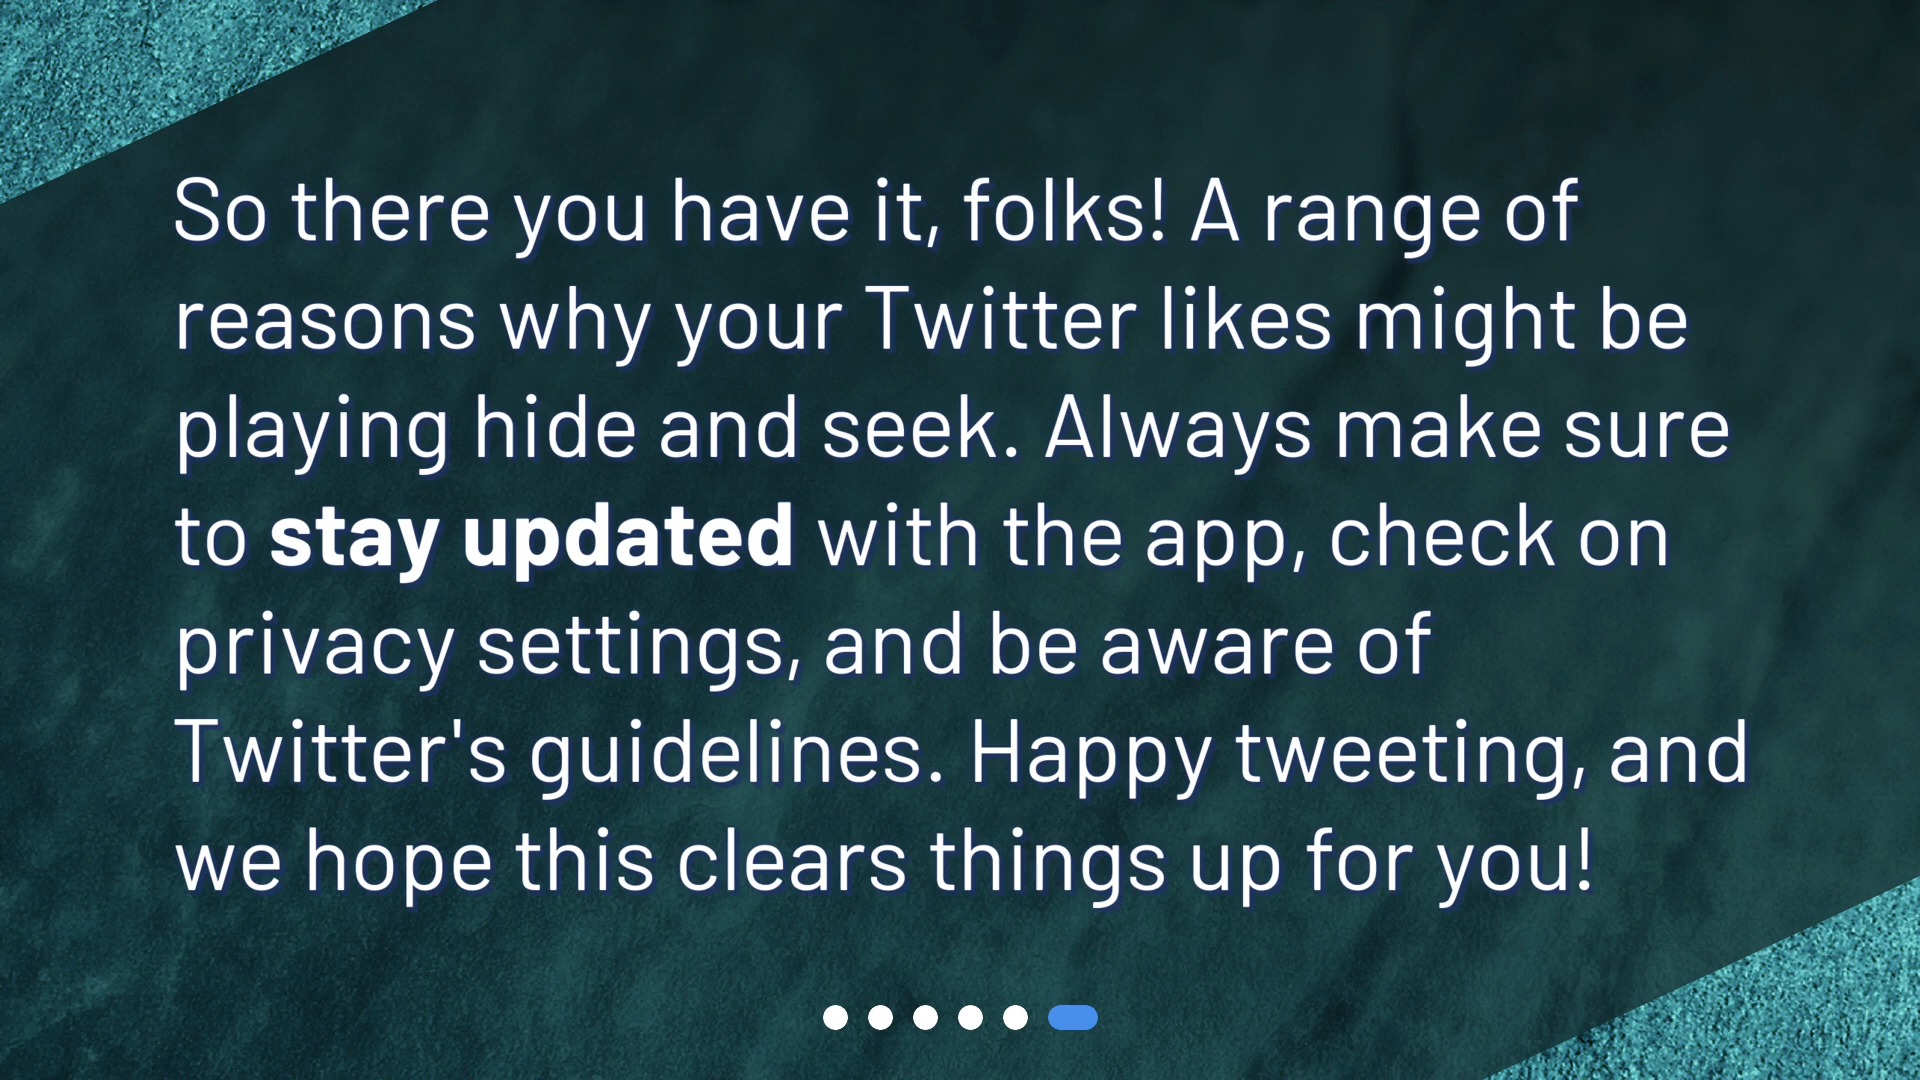 So there you have it, folks! A range of
reasons why your Twitter likes might be
playing hide and seek. Always make sure
to stay updated with the app, check on
privacy settings, and be aware of
Twitter's guidelines. Happy tweeting, and
we hope this clears things up for you!